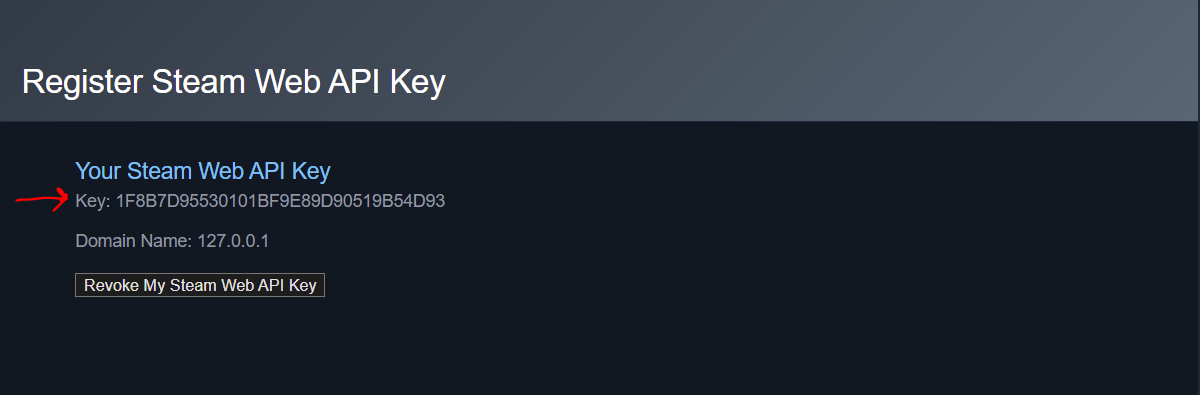 Register Steam Web API Key
Your Steam Web API Key
Key: 1F8B7D95530101BF9E89D90519B54D93
Domain Name: 127.0.0.1
Revoke My Steam Web API Key